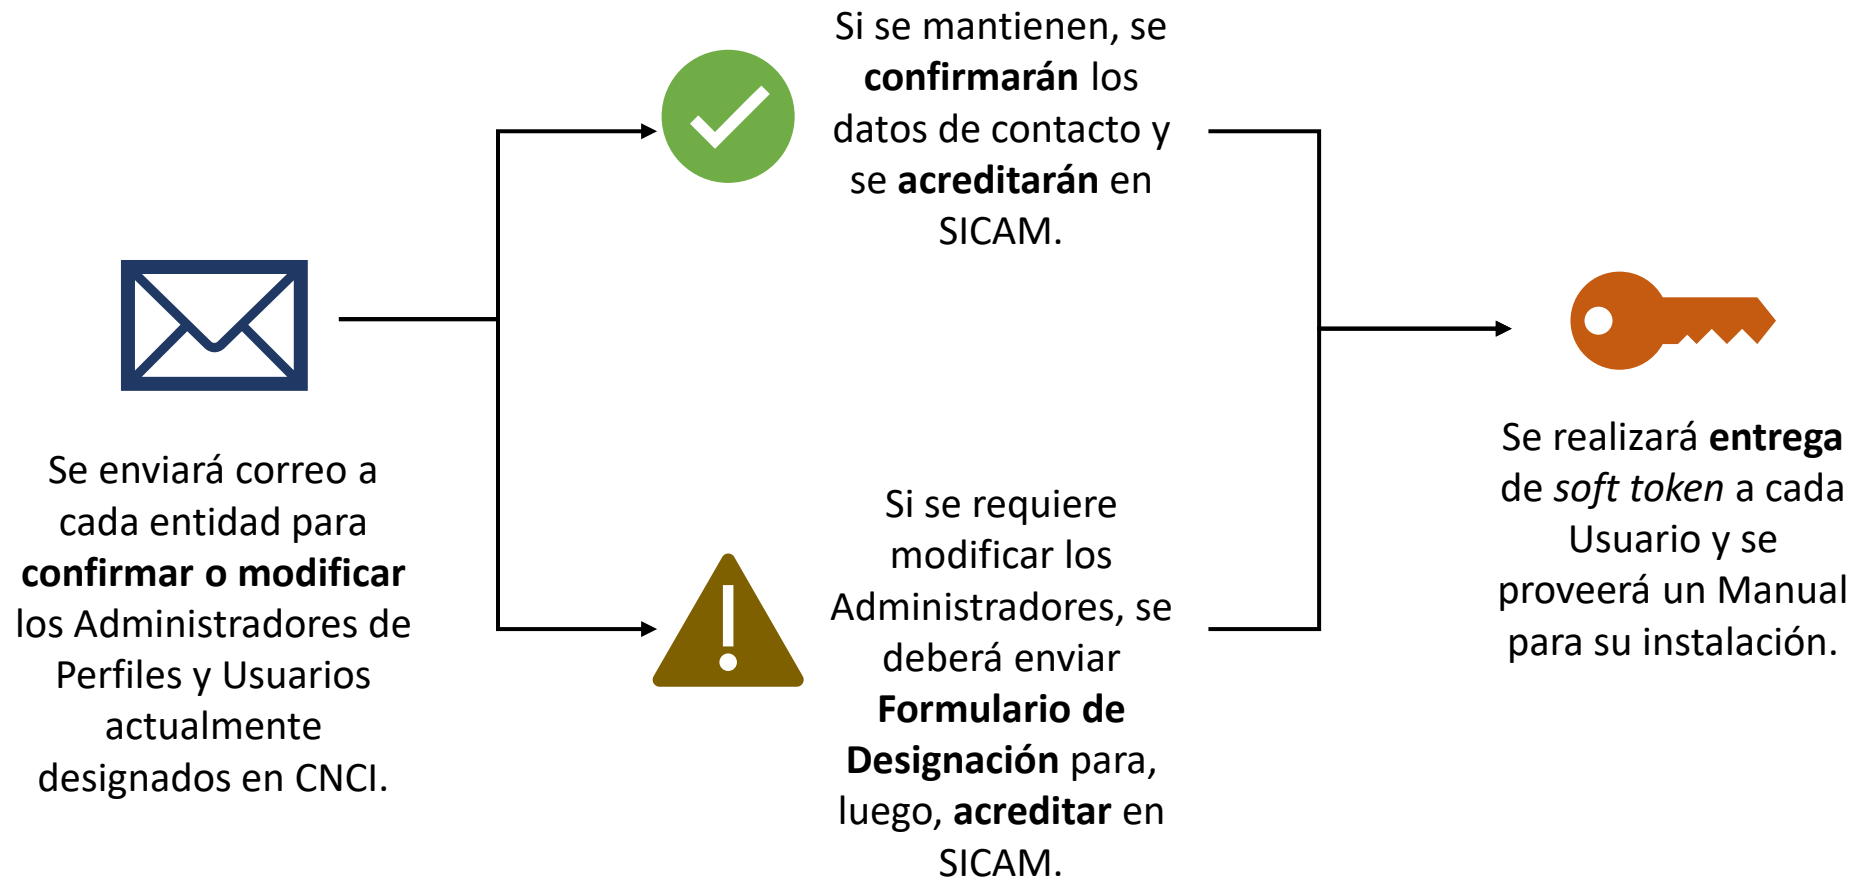 Se enviará correo a
cada entidad para
confirmar o modificar
los Administradores de
Perfiles y Usuarios
actualmente
designados en CNCI.
Si se mantienen, se
confirmarán los
datos de contacto y
se acreditarán en
SICAM.
Si se requiere
modificar los
Administradores, se
deberá enviar
Formulario de
Designación para,
luego, acreditar en
SICAM.
Se realizará entrega
de soft token a cada
Usuario y se
proveerá un Manual
para su instalación.